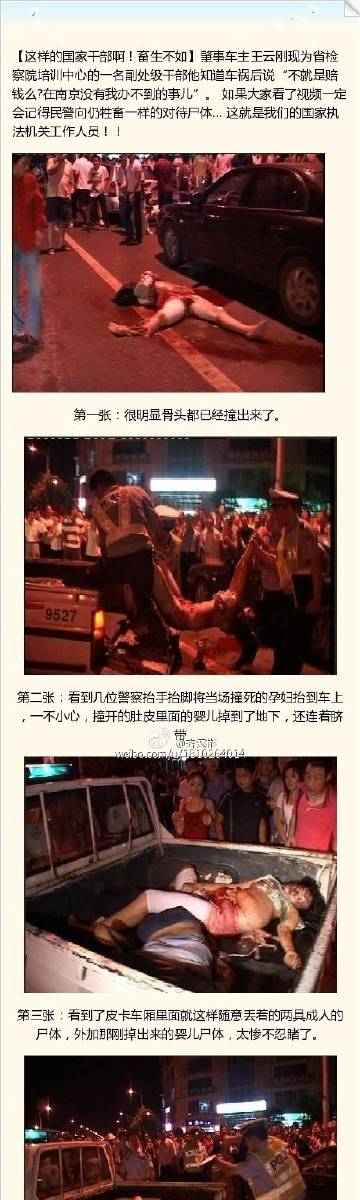 【这样的国家干部啊！畜生不如】肇事车主王云刚现为省检
察院培训中心的一名副处级干部他知道车祸后说“不就是赔
钱么?在南京没有我办不到的事儿”。 如果大家看了视频一定
会记得民警向仍牲畜一样的对待尸体... 这就是我们的国家执
法机关工作人员！！
第一张：很明显骨头都已经撞出来了。
9527
第二张：看到几位警察抬手抬脚将当场撞死的孕妇抬到车上
，一不小心，撞开的肚皮里面的婴儿掉到了地下，还连着脐
带
weibo.com/u/1810264014
第三张：看到了皮卡车厢里面就这样随意丢着的两具成人的
尸体，外加那刚掉出来的婴儿尸体，太惨不忍睹了。